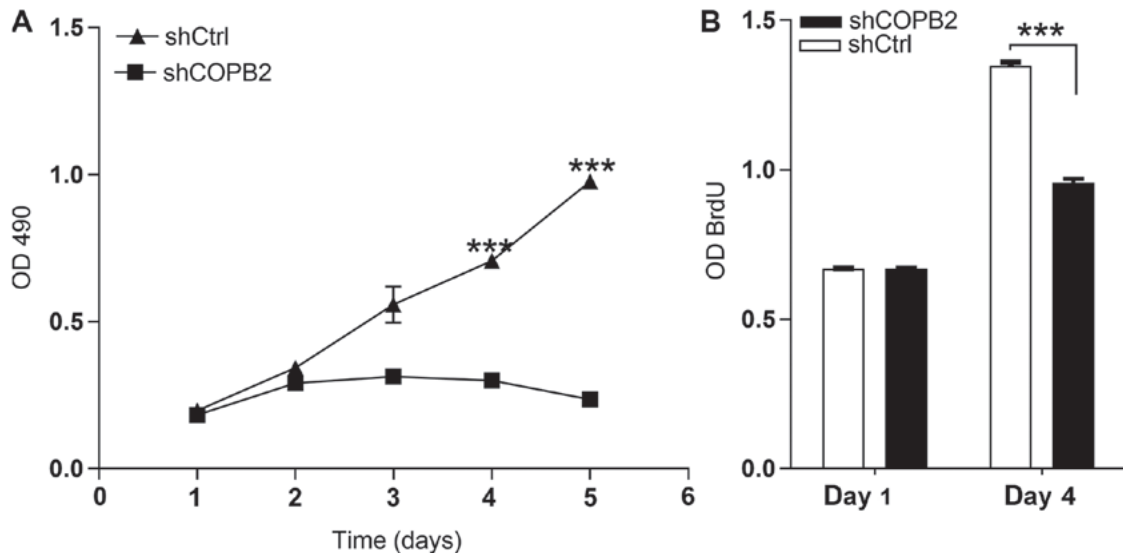 A
shCtrl
shCOPB2
1.5
1.0
0.5
0.0
OD 490
***
***
0 1 2 3 4 5 6
Time (days)
B
shCOPB2
shCtrl
1.5
1.0
0.5
0.0
OD BrdU
***
Day 1 Day 4